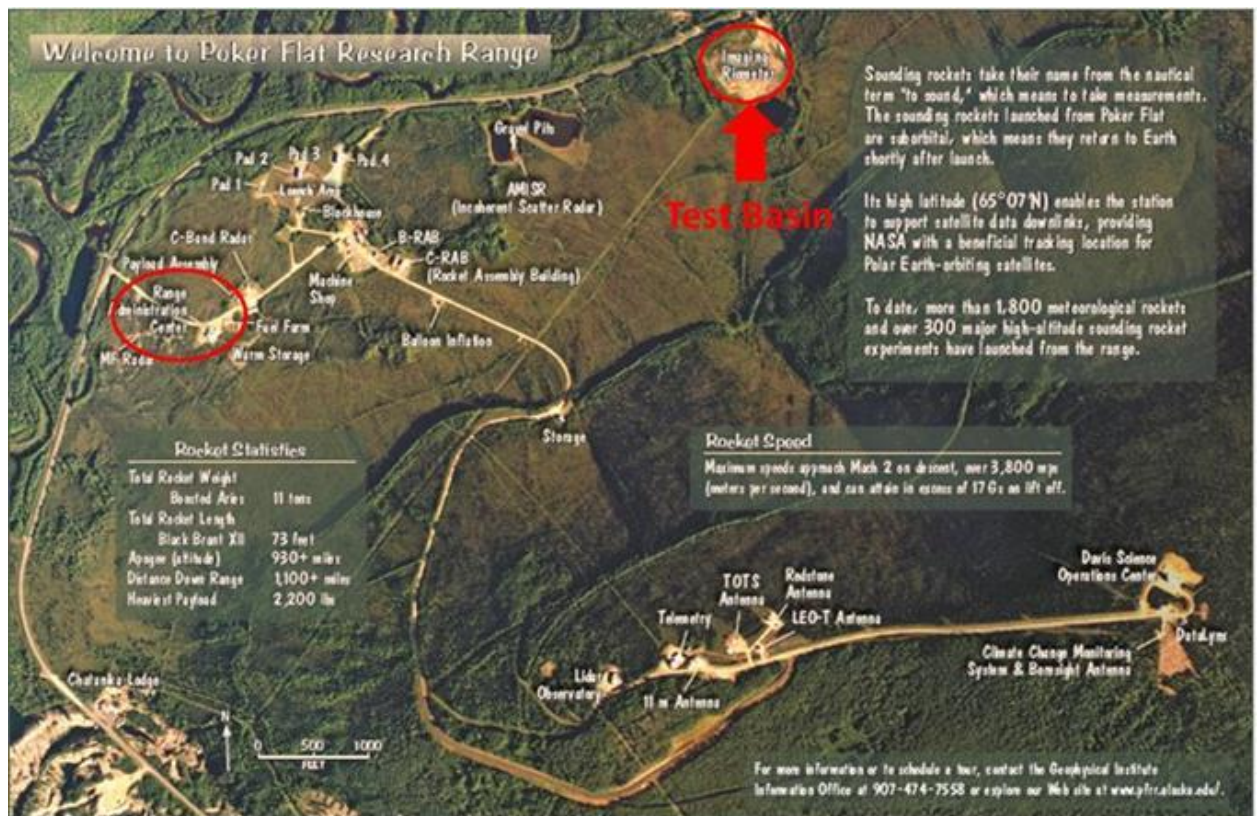 Welcome to Poker Flat Research Range
Imaging
Riometer
Test Basin
Sounding rockets take their name from the nautical
term "to sound," which means to take measurements.
The sounding rockets launched from Poker Flat
are suborbital, which means they return to Earth
shortly after launch.
Its high latitude (65°07'N) enables the station
to support satellite data downlinks, providing
NASA with a beneficial tracking location for
Polar Earth-orbiting satellites.
To date, more than 1,800 meteorological rockets
and over 300 major high-altitude sounding rocket
experiments have launched from the range.
Gravel Pits
AMISR
(Incoherent Scatter Radar)
Pad 1
Pad 2
Pad 3
Pad 4
Launch Area
Blockhouse
B-RAB
C-RAB
(Rocket Assembly Building)
C-Band Radar
Payload Assembly
Machine
Shop
Range
Administration
Center
Fuel Farm
Warm Storage
MF Radar
Balloon Inflation
Storage
Rocket Statistics
Total Rocket Weight
Boosted Aries 11 tons
Total Rocket Length
Black Brant XII 73 feet
Apogee (altitude) 930+ miles
Distance Down Range 1,100+ miles
Heaviest Payload 2,200 lbs
Rocket Speed
Maximum speeds approach Mach 2 on descent, over 3,800 mps
(meters per second), and can attain in excess of 17 Gs on lift off.
Davis Science
Operations Center
DataLynx
Climate Change Monitoring
System & Boresight Antenna
TOTS
Antenna
Redstone
Antenna
LEO-T Antenna
Telemetry
Lidar
Observatory
11 m Antenna
Chatanika Lodge
N
0 500 1000
FEET
For more information or to schedule a tour, contact the Geophysical Institute
Information Office at 907-474-7558 or explore our Web site at www.pfrr.alaska.edu/.